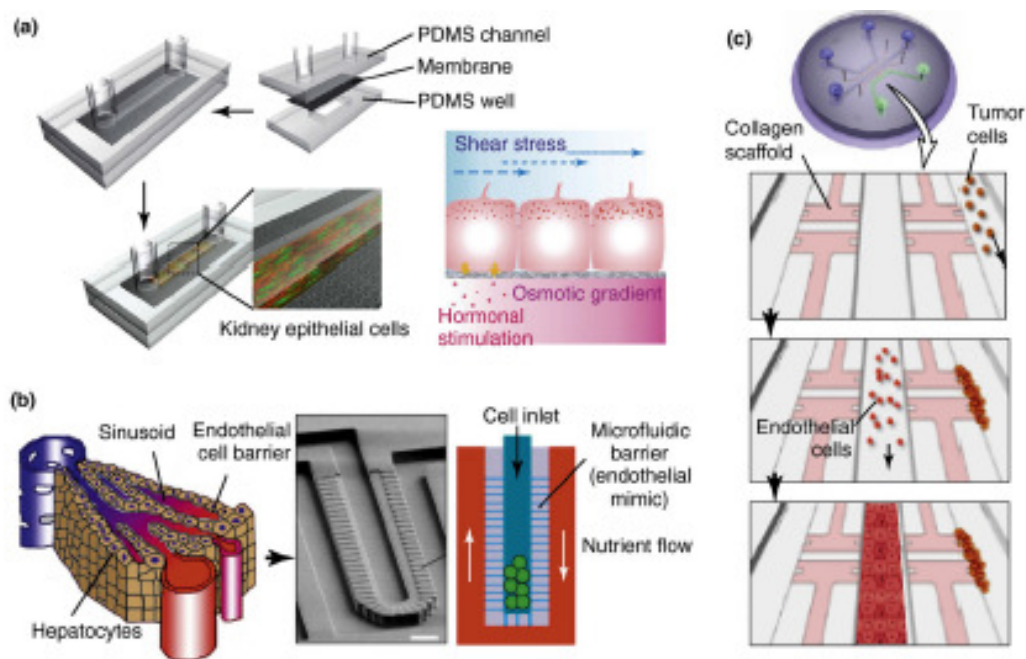 (a)
PDMS channel
Membrane
PDMS well
Shear stress
Osmotic gradient
Hormonal
stimulation
Kidney epithelial cells
(b)
Sinusoid
Endothelial
cell barrier
Hepatocytes
Cell inlet
Microfluidic
barrier
(endothelial
mimic)
Nutrient flow
(c)
Collagen
scaffold
Tumor
cells
Endothelial
cells